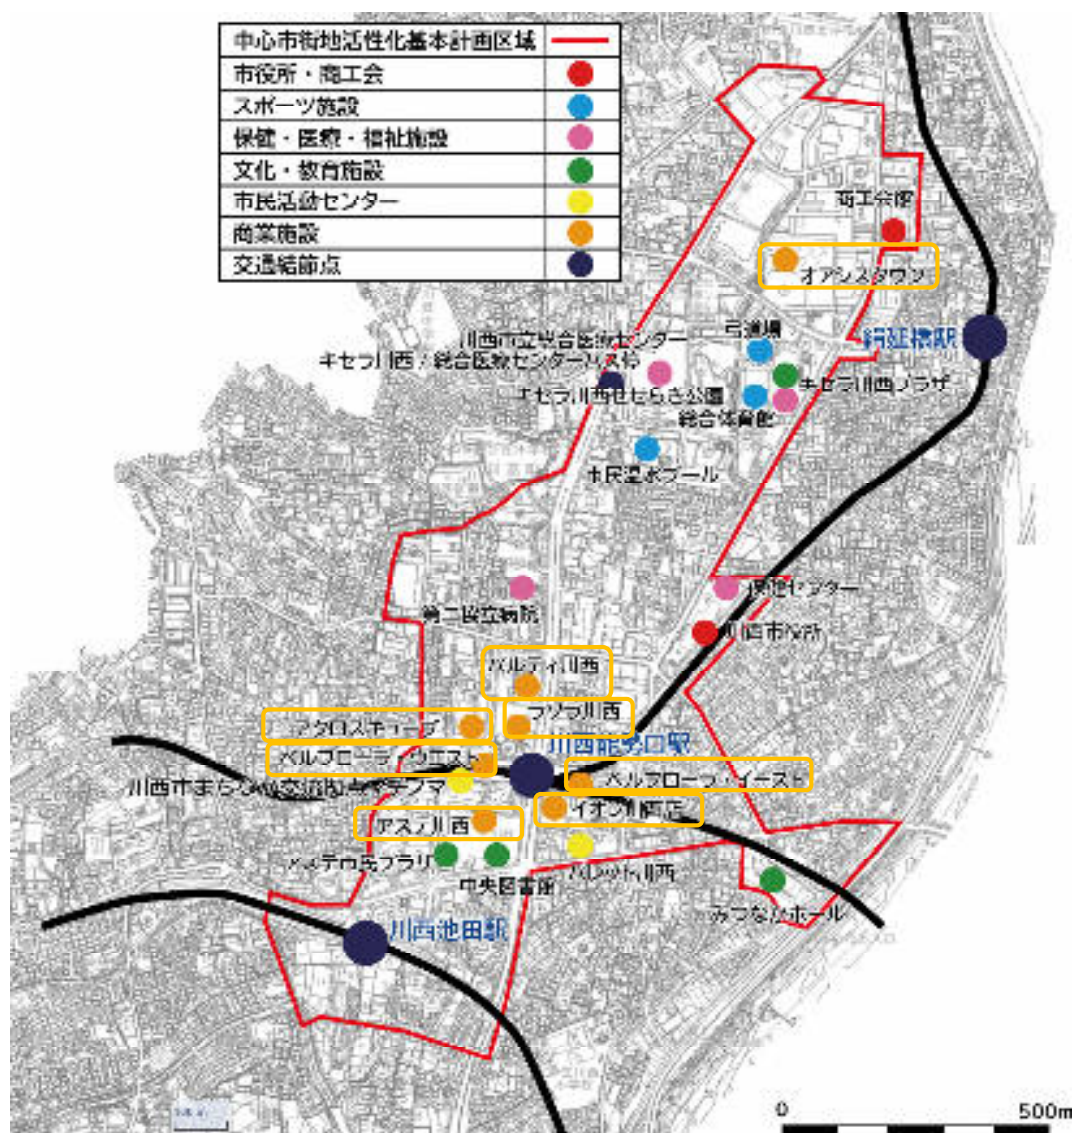 中心市街地活性化基本計画区域
市役所・商工会
スポーツ施設
保健・医療・福祉施設
文化・教育施設
市民活動センター
商業施設
交通結節点
商工会館
オアシスタウン
絹延橋駅
弓道場
川西市立総合医療センター
キセラ川西/総合医療センターバス停
キセラ川西プラザ
キセラ川西せせらぎ公園
総合体育館
市民温水プール
保健センター
第二協立病院
川西市役所
パルティ川西
ラソラ川西
アクロスキューブ
川西能勢口駅
ベルフローラ・ウエスト
ベルフローラ・イースト
イオン川西店
アステ川西
アステ市民プラザ
中央図書館
パレットかわにし
みつなかホール
川西池田駅
0 500m